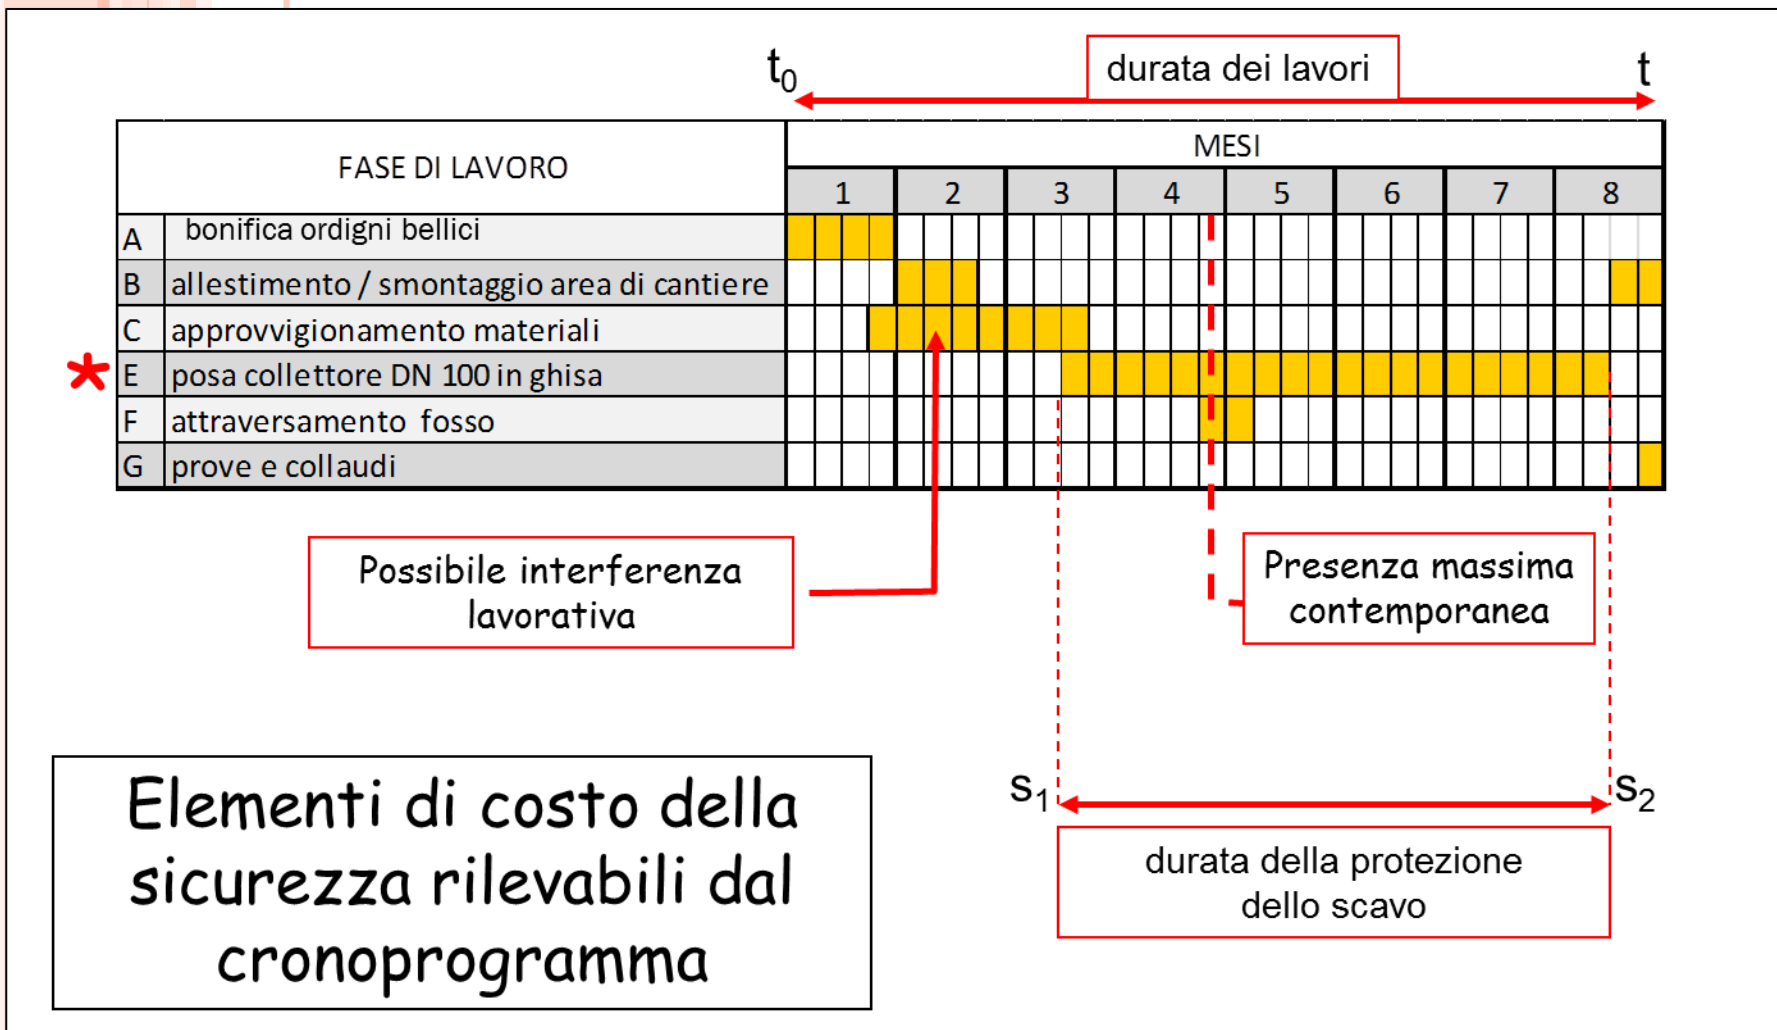 t0
durata dei lavori
t
FASE DI LAVORO
MESI
1 2 3 4 5 6 7 8
A bonifica ordigni bellici
B allestimento / smontaggio area di cantiere
C approvvigionamento materiali
* E posa collettore DN 100 in ghisa
F attraversamento fosso
G prove e collaudi
Possibile interferenza
lavorativa
Presenza massima
contemporanea
s1
s2
durata della protezione
dello scavo
Elementi di costo della
sicurezza rilevabili dal
cronoprogramma